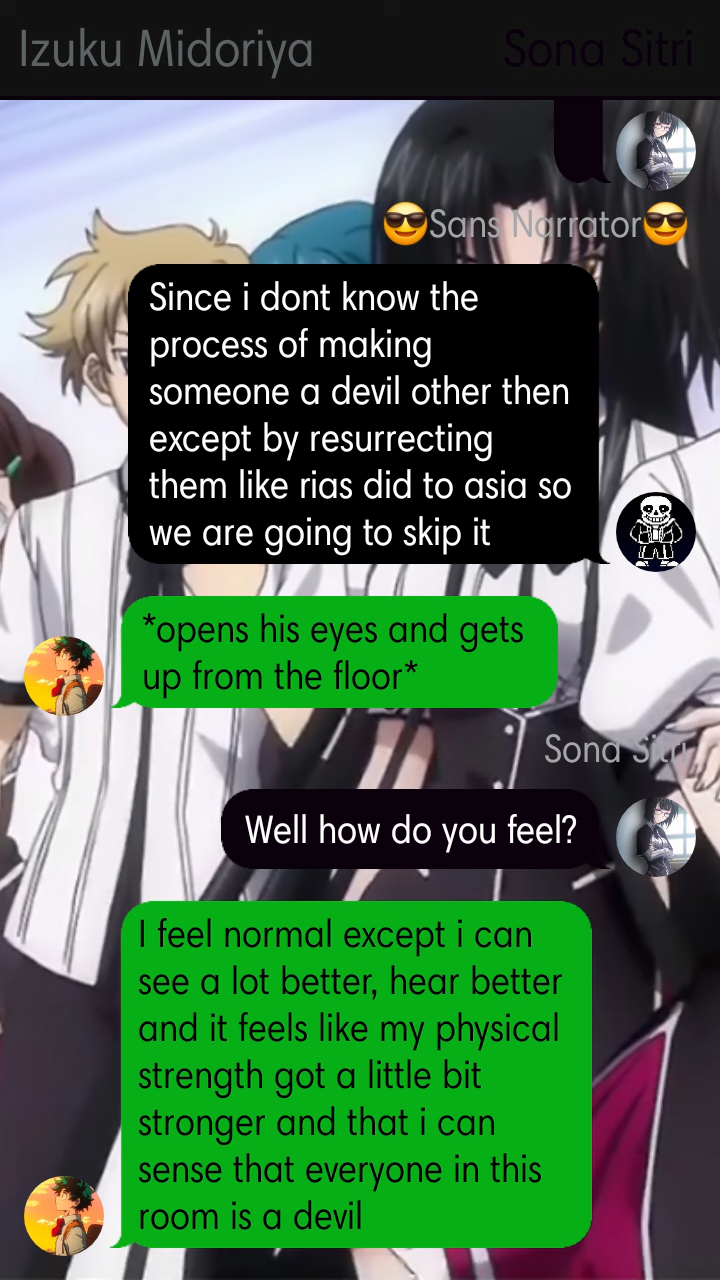 Izuku Midoriya
Sona Sitri
😎Sans Narrator😎
Since i dont know the
process of making
someone a devil other then
except by resurrecting
them like rias did to asia so
we are going to skip it
*opens his eyes and gets
up from the floor*
Sona Sitri
Well how do you feel?
I feel normal except i can
see a lot better, hear better
and it feels like my physical
strength got a little bit
stronger and that i can
sense that everyone in this
room is a devil